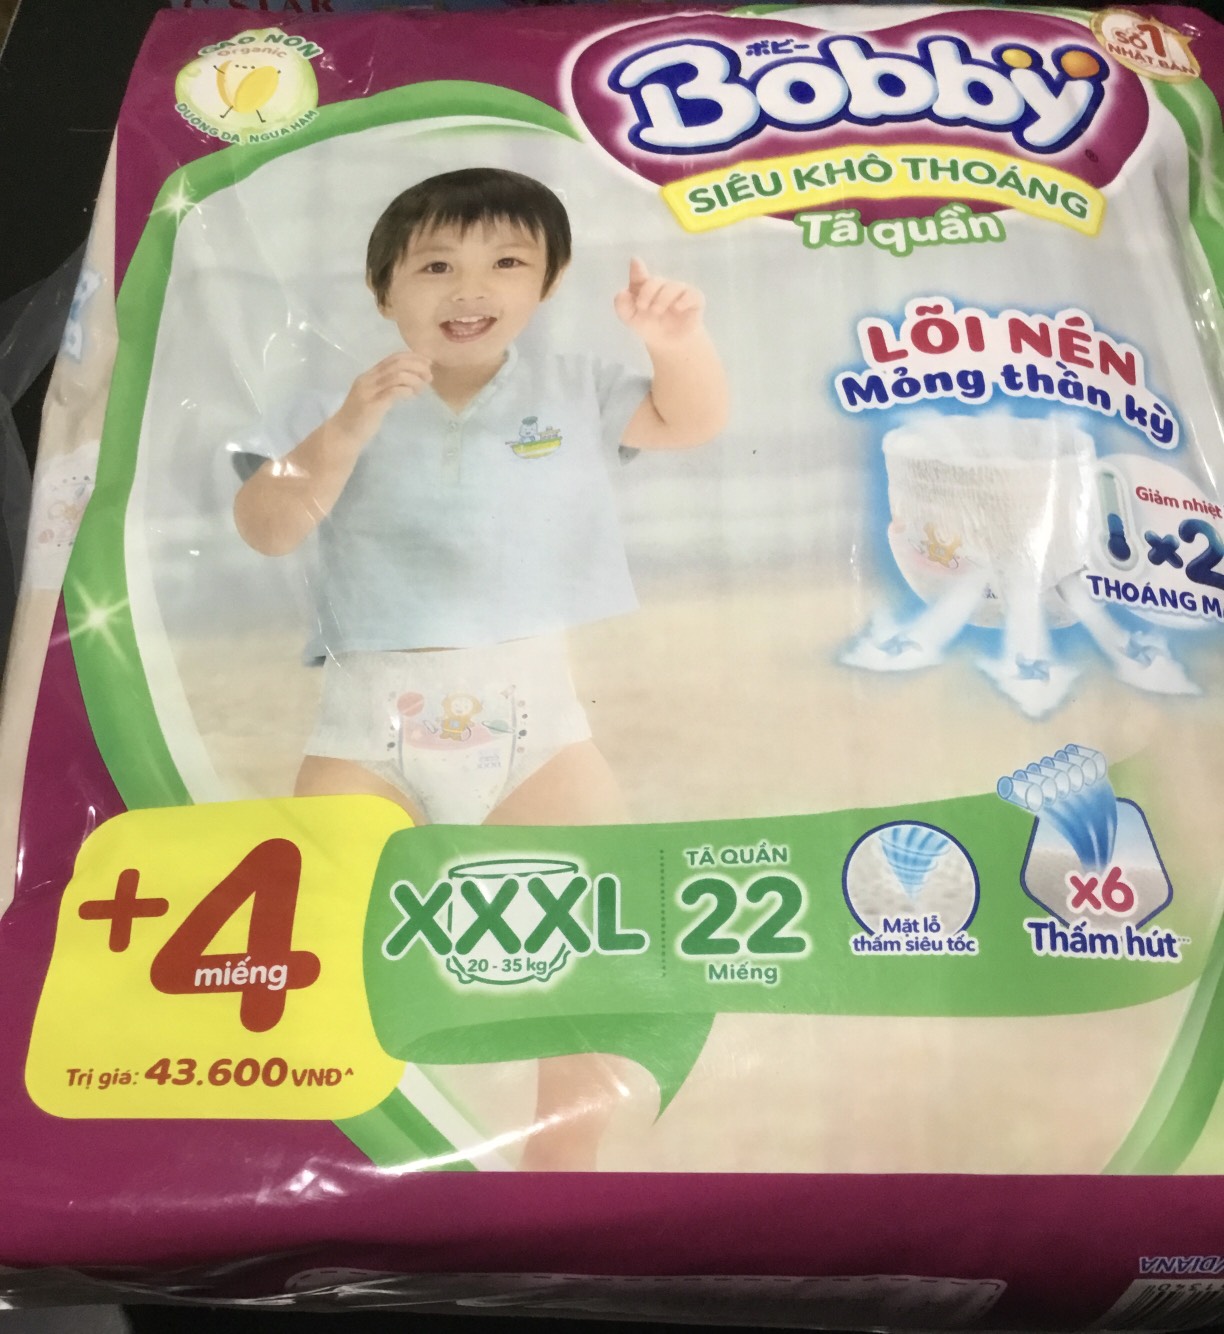 GẠO NON
Organic
DƯỠNG DA, NGỪA HĂM
ボビー
Bobby
SỐ 1
NHẬT BẢN
SIÊU KHÔ THOÁNG
Tã quần
LÕI NÉN
Mỏng thần kỳ
Giảm nhiệt
x2
THOÁNG M
+4
miếng
Trị giá: 43.600 VNĐ^
XXXL
20 - 35 kg
TÃ QUẦN
22
Miếng
Mặt lỗ
thấm siêu tốc
x6
Thấm hút...
DIANA